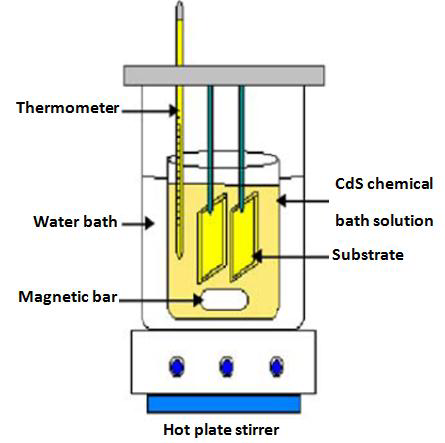 Thermometer
CdS chemical
bath solution
Water bath
Substrate
Magnetic bar
Hot plate stirrer